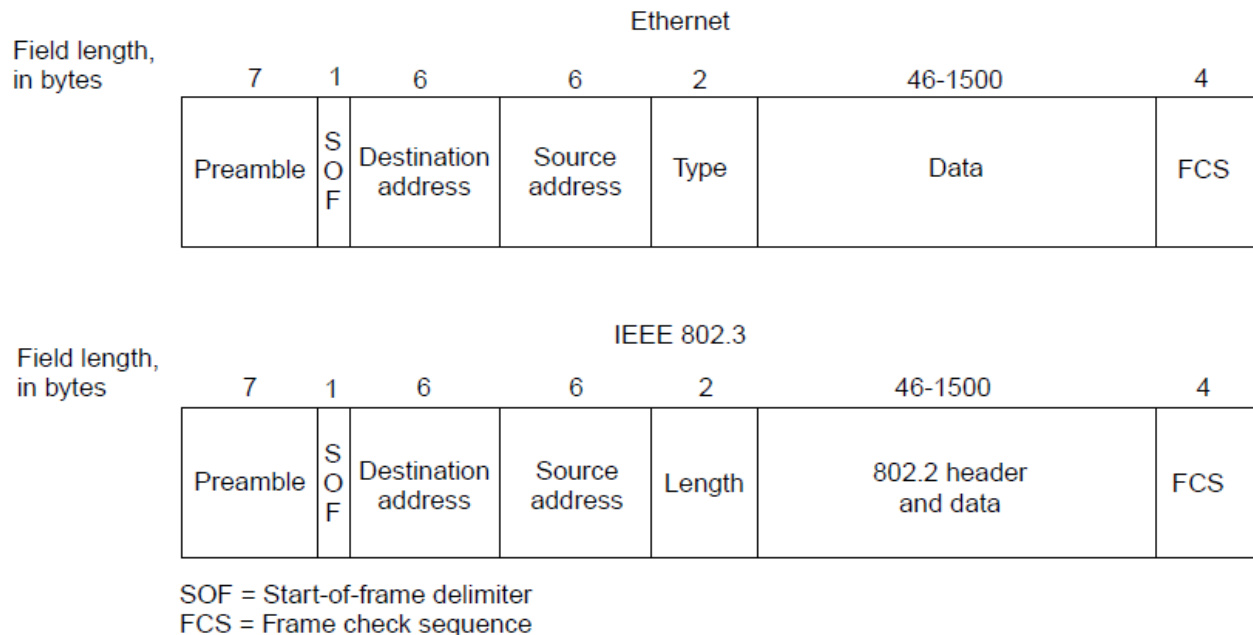 Ethernet
Field length,
in bytes
7 1 6 6 2 46-1500 4
Preamble
S
O
F
Destination
address
Source
address
Type
Data
FCS
IEEE 802.3
Field length,
in bytes
7 1 6 6 2 46-1500 4
Preamble
S
O
F
Destination
address
Source
address
Length
802.2 header
and data
FCS
SOF = Start-of-frame delimiter
FCS = Frame check sequence